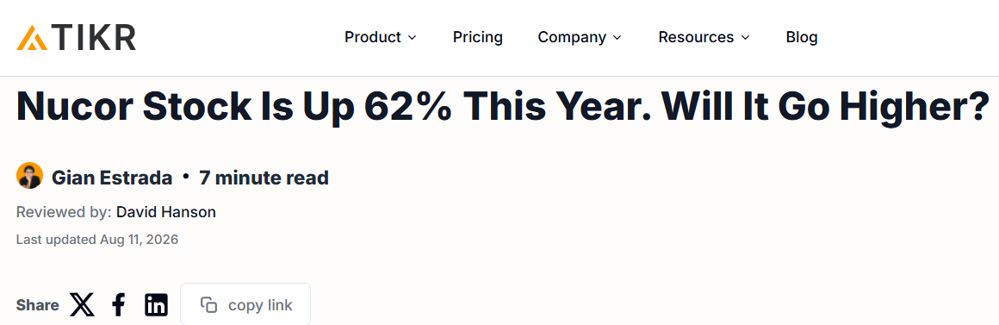 TIKR Product Pricing Company Resources Blog
Nucor Stock Is Up 62% This Year. Will It Go Higher?
Gian Estrada • 7 minute read
Reviewed by: David Hanson
Last updated Aug 11, 2026
Share copy link